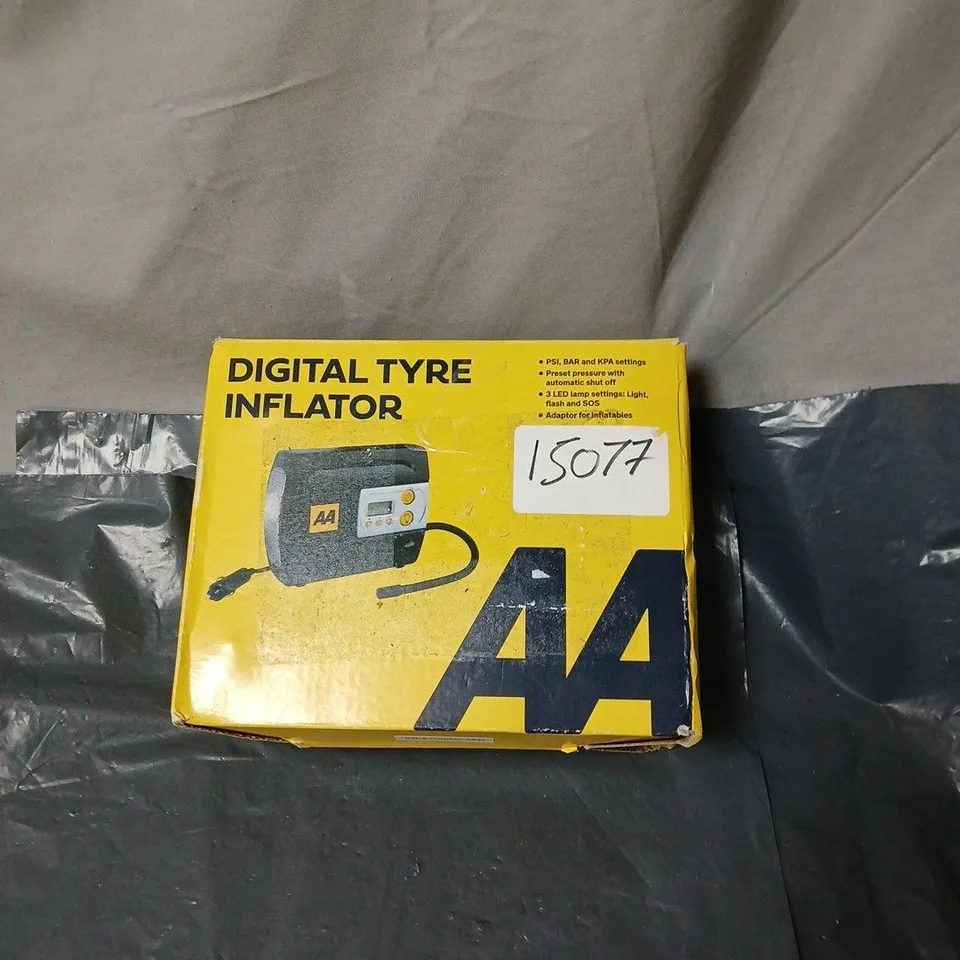 DIGITAL TYRE
INFLATOR
• PSI, BAR and KPA settings
• Preset pressure with
automatic shut off
• 3 LED lamp settings: Light,
flash and SOS
• Adaptor for inflatables
15077
AA
AA